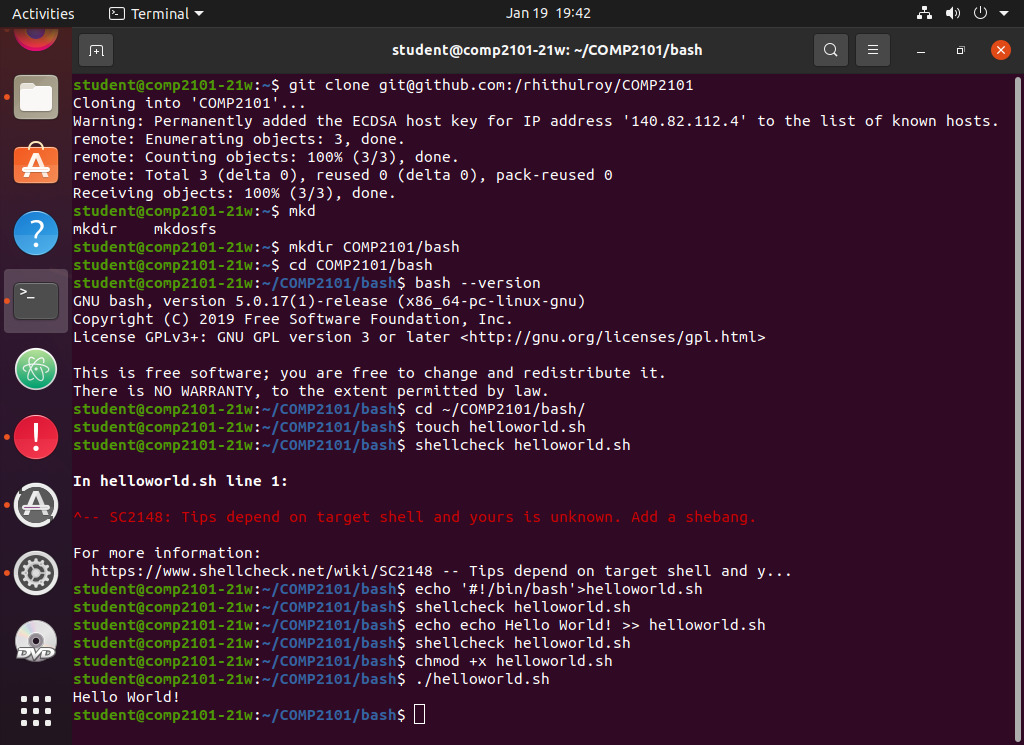 Activities Terminal Jan 19 19:42
student@comp2101-21w: ~/COMP2101/bash
student@comp2101-21w:~$ git clone git@github.com:/rhithulroy/COMP2101
Cloning into 'COMP2101'...
Warning: Permanently added the ECDSA host key for IP address '140.82.112.4' to the list of known hosts.
remote: Enumerating objects: 3, done.
remote: Counting objects: 100% (3/3), done.
remote: Total 3 (delta 0), reused 0 (delta 0), pack-reused 0
Receiving objects: 100% (3/3), done.
student@comp2101-21w:~$ mkd
mkdir    mkdosfs
student@comp2101-21w:~$ mkdir COMP2101/bash
student@comp2101-21w:~$ cd COMP2101/bash
student@comp2101-21w:~/COMP2101/bash$ bash --version
GNU bash, version 5.0.17(1)-release (x86_64-pc-linux-gnu)
Copyright (C) 2019 Free Software Foundation, Inc.
License GPLv3+: GNU GPL version 3 or later <http://gnu.org/licenses/gpl.html>
This is free software; you are free to change and redistribute it.
There is NO WARRANTY, to the extent permitted by law.
student@comp2101-21w:~/COMP2101/bash$ cd ~/COMP2101/bash/
student@comp2101-21w:~/COMP2101/bash$ touch helloworld.sh
student@comp2101-21w:~/COMP2101/bash$ shellcheck helloworld.sh
In helloworld.sh line 1:
^-- SC2148: Tips depend on target shell and yours is unknown. Add a shebang.
For more information:
  https://www.shellcheck.net/wiki/SC2148 -- Tips depend on target shell and y...
student@comp2101-21w:~/COMP2101/bash$ echo '#!/bin/bash'>helloworld.sh
student@comp2101-21w:~/COMP2101/bash$ shellcheck helloworld.sh
student@comp2101-21w:~/COMP2101/bash$ echo echo Hello World! >> helloworld.sh
student@comp2101-21w:~/COMP2101/bash$ shellcheck helloworld.sh
student@comp2101-21w:~/COMP2101/bash$ chmod +x helloworld.sh
student@comp2101-21w:~/COMP2101/bash$ ./helloworld.sh
Hello World!
student@comp2101-21w:~/COMP2101/bash$
DVD